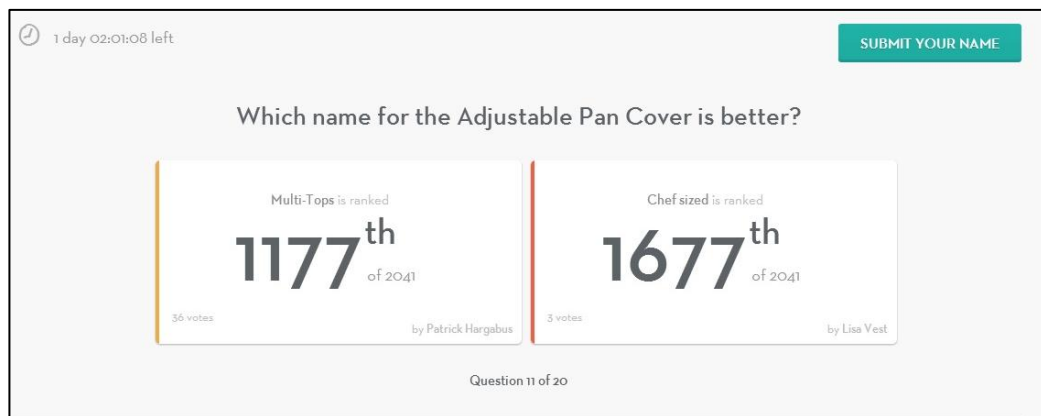 1 day 02:01:08 left
SUBMIT YOUR NAME
Which name for the Adjustable Pan Cover is better?
Multi-Tops is ranked
1177th
of 2041
36 votes
by Patrick Hargabus
Chef sized is ranked
1677th
of 2041
3 votes
by Lisa Vest
Question 11 of 20